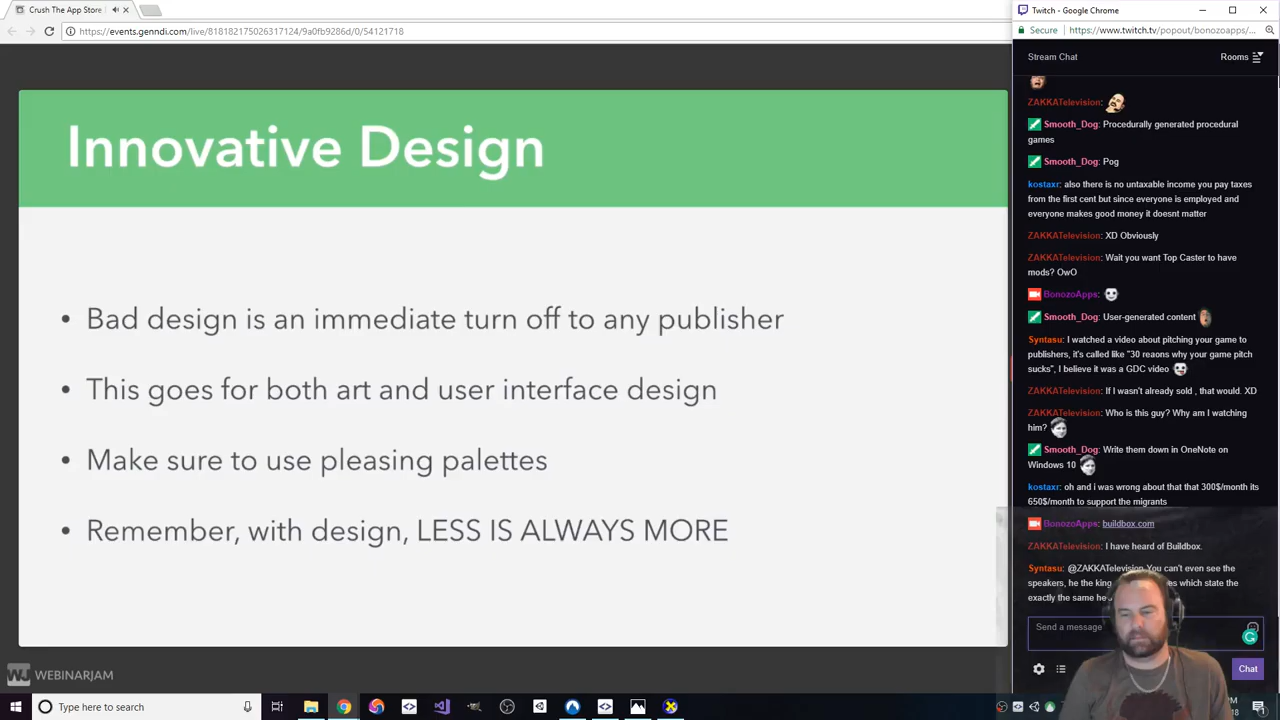 Crush The App Store
Twitch - Google Chrome
https://events.genndi.com/live/818182175026317124/9a0fb9286d/0/54121718
Secure https://www.twitch.tv/popout/bonozoapps/...
Stream Chat
Rooms
Innovative Design
• Bad design is an immediate turn off to any publisher
• This goes for both art and user interface design
• Make sure to use pleasing palettes
• Remember, with design, LESS IS ALWAYS MORE
WJ WEBINARJAM
ZAKKATelevision:
Smooth_Dog: Procedurally generated procedural
games
Smooth_Dog: Pog
kostaxr: also there is no untaxable income you pay taxes
from the first cent but since everyone is employed and
everyone makes good money it doesnt matter
ZAKKATelevision: XD Obviously
ZAKKATelevision: Wait you want Top Caster to have
mods? OwO
BonozoApps:
Smooth_Dog: User-generated content
Syntasu: I watched a video about pitching your game to
publishers, it's called like "30 reaons why your game pitch
sucks", I believe it was a GDC video
ZAKKATelevision: If I wasn't already sold , that would. XD
ZAKKATelevision: Who is this guy? Why am I watching
him?
Smooth_Dog: Write them down in OneNote on
Windows 10
kostaxr: oh and i was wrong about that that 300$/month its
650$/month to support the migrants
BonozoApps: buildbox.com
ZAKKATelevision: I have heard of Buildbox.
Syntasu: @ZAKKATelevision You can't even see the
speakers, he the king which state the
exactly the same he
Send a message
Chat
Type here to search